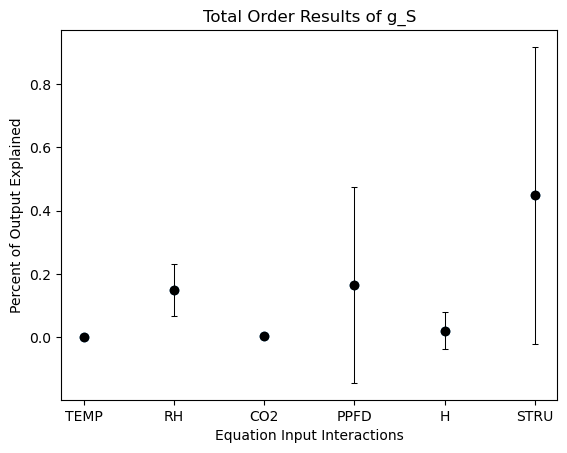 Total Order Results of g_S
Percent of Output Explained
0.8
0.6
0.4
0.2
0.0
TEMP RH CO2 PPFD H STRU
Equation Input Interactions